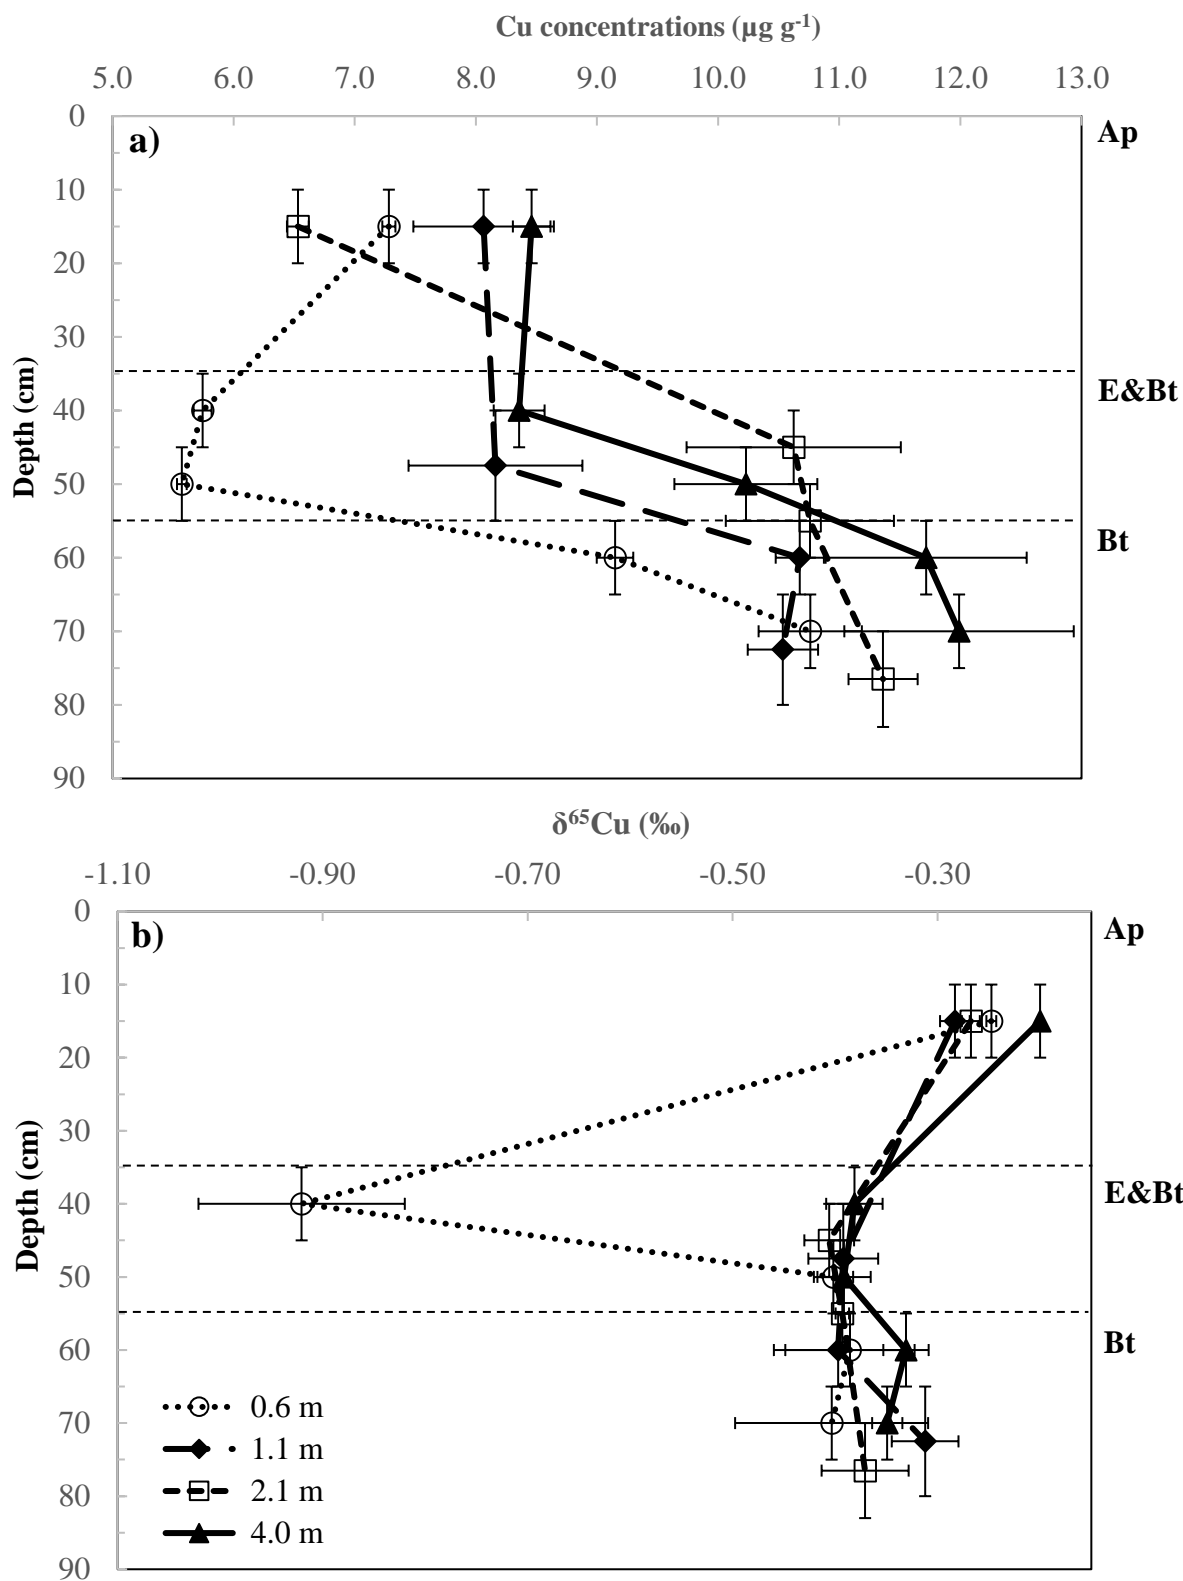 Cu concentrations (µg g-1)
5.0 6.0 7.0 8.0 9.0 10.0 11.0 12.0 13.0
0
10
20
30
40
50
60
70
80
90
Depth (cm)
a)
Ap
E&Bt
Bt
δ65Cu (‰)
-1.10 -0.90 -0.70 -0.50 -0.30
0
10
20
30
40
50
60
70
80
90
Depth (cm)
b)
Ap
E&Bt
Bt
0.6 m
1.1 m
2.1 m
4.0 m